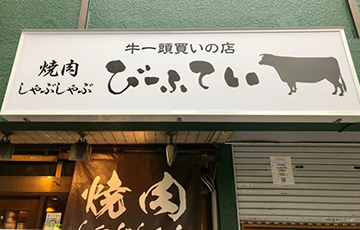 牛一頭買いの店
焼肉
しゃぶしゃぶ
びーふてい
焼肉